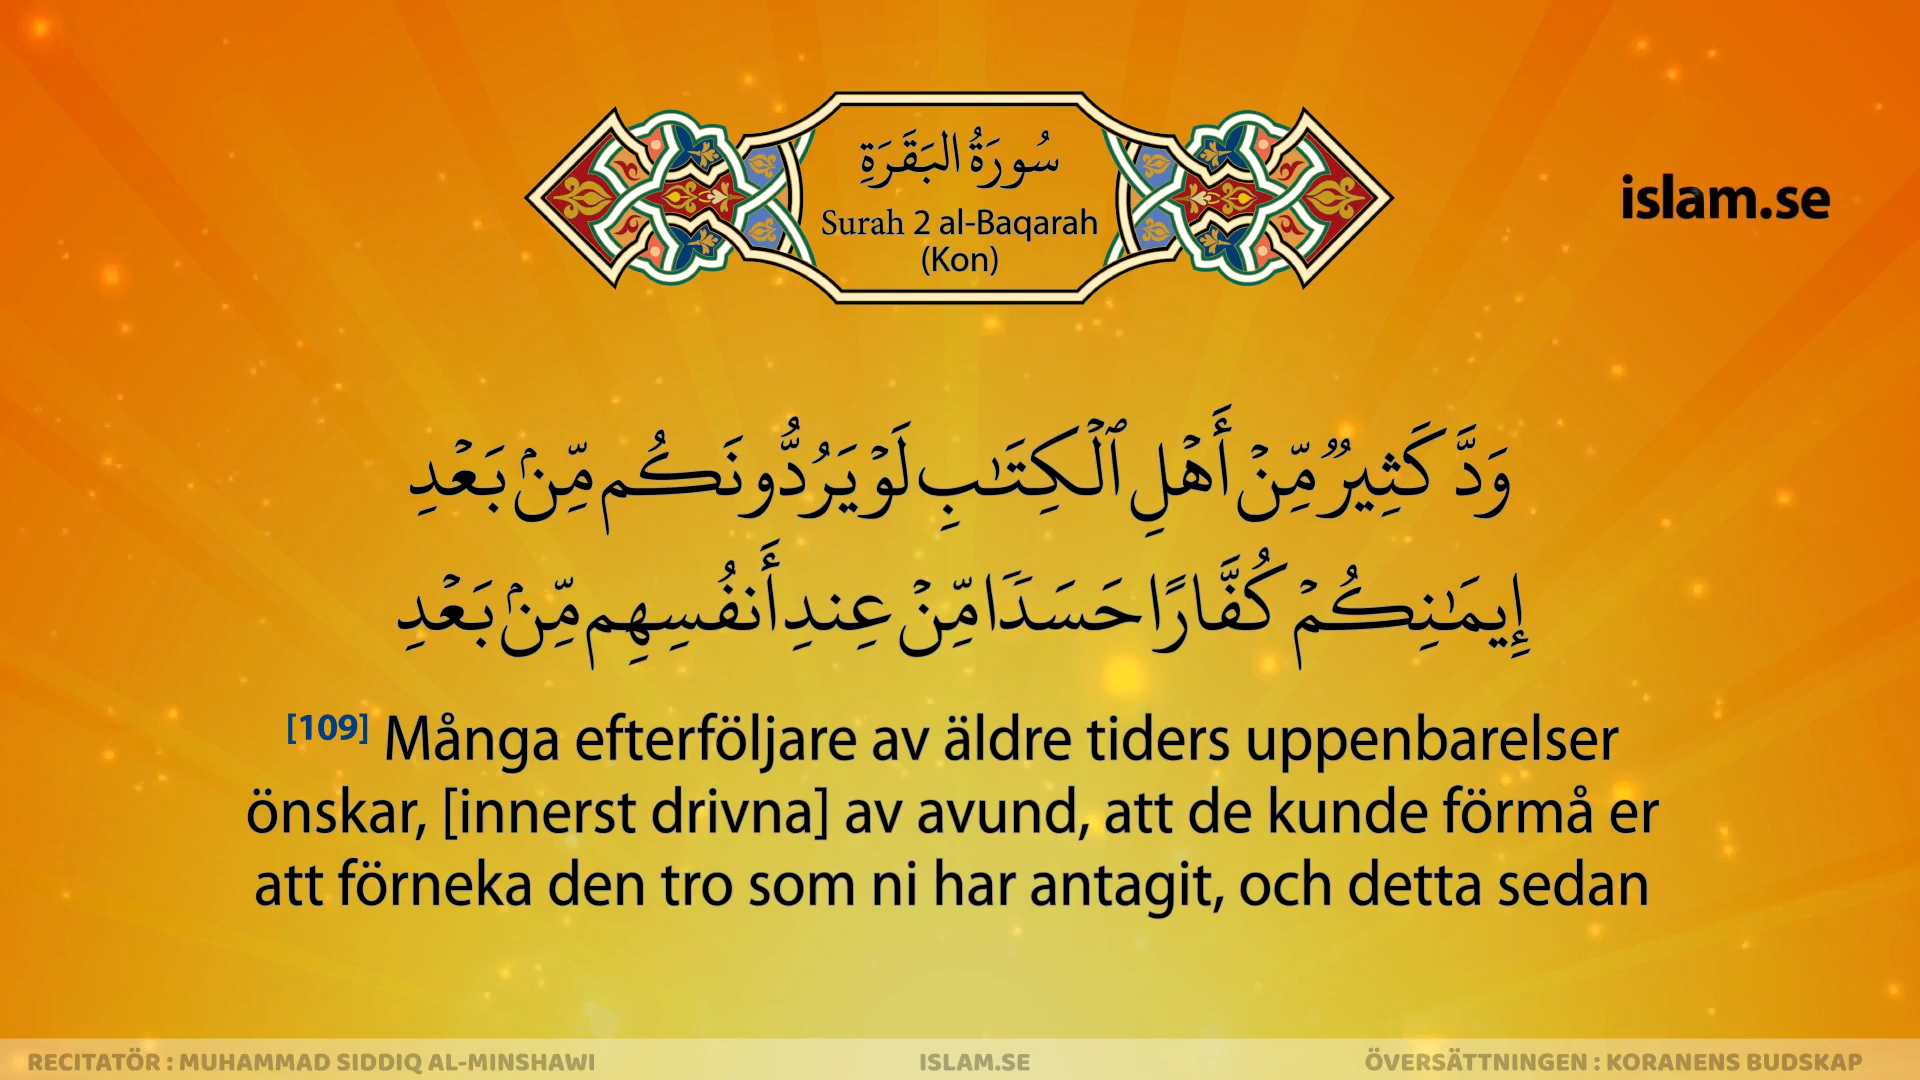 سُورَةُ البَقَرَةِ
Surah 2 al-Baqarah
(Kon)
islam.se
وَدَّ كَثِيرٌ مِّنۡ أَهۡلِ ٱلۡكِتَٰبِ لَوۡ يَرُدُّونَكُم مِّنۢ بَعۡدِ
إِيمَٰنِكُمۡ كُفَّارًا حَسَدٗا مِّنۡ عِندِ أَنفُسِهِم مِّنۢ بَعۡدِ
[109] Många efterföljare av äldre tiders uppenbarelser
önskar, [innerst drivna] av avund, att de kunde förmå er
att förneka den tro som ni har antagit, och detta sedan
RECITATÖR : MUHAMMAD SIDDIQ AL-MINSHAWI
ISLAM.SE
ÖVERSÄTTNINGEN : KORANENS BUDSKAP